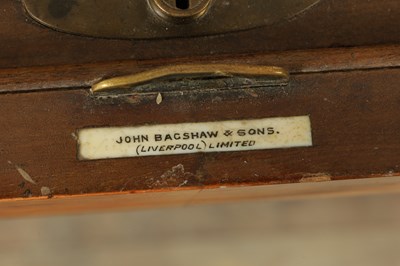 JOHN BAGSHAW & SONS.
(LIVERPOOL) LIMITED